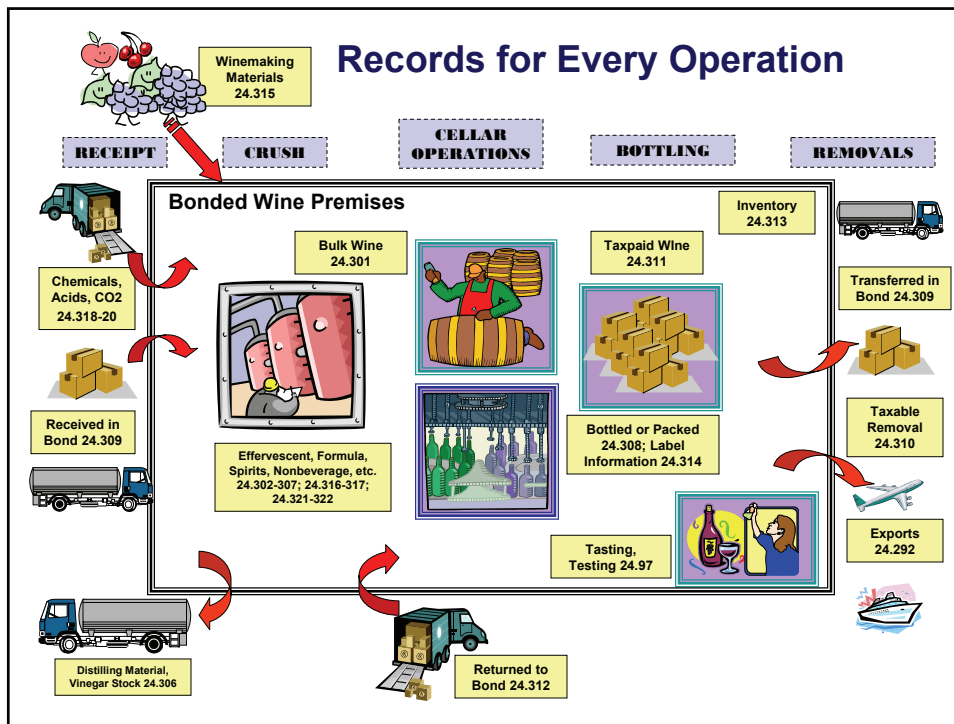 Records for Every Operation
Winemaking
Materials
24.315
RECEIPT
CRUSH
CELLAR
OPERATIONS
BOTTLING
REMOVALS
Bonded Wine Premises
Inventory
24.313
Bulk Wine
24.301
Taxpaid WIne
24.311
Chemicals,
Acids, CO2
24.318-20
Transferred in
Bond 24.309
Received in
Bond 24.309
Effervescent, Formula,
Spirits, Nonbeverage, etc.
24.302-307; 24.316-317;
24.321-322
Bottled or Packed
24.308; Label
Information 24.314
Taxable
Removal
24.310
Tasting,
Testing 24.97
Exports
24.292
Distilling Material,
Vinegar Stock 24.306
Returned to
Bond 24.312